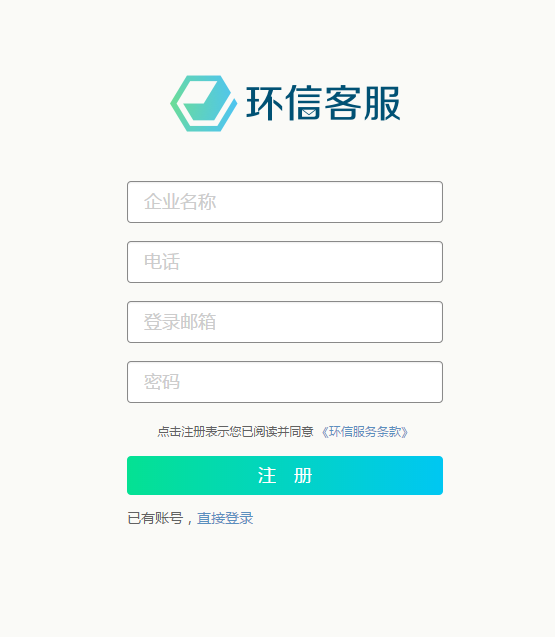 环信客服
企业名称
电话
登录邮箱
密码
点击注册表示您已阅读并同意 《环信服务条款》
注 册
已有账号，直接登录